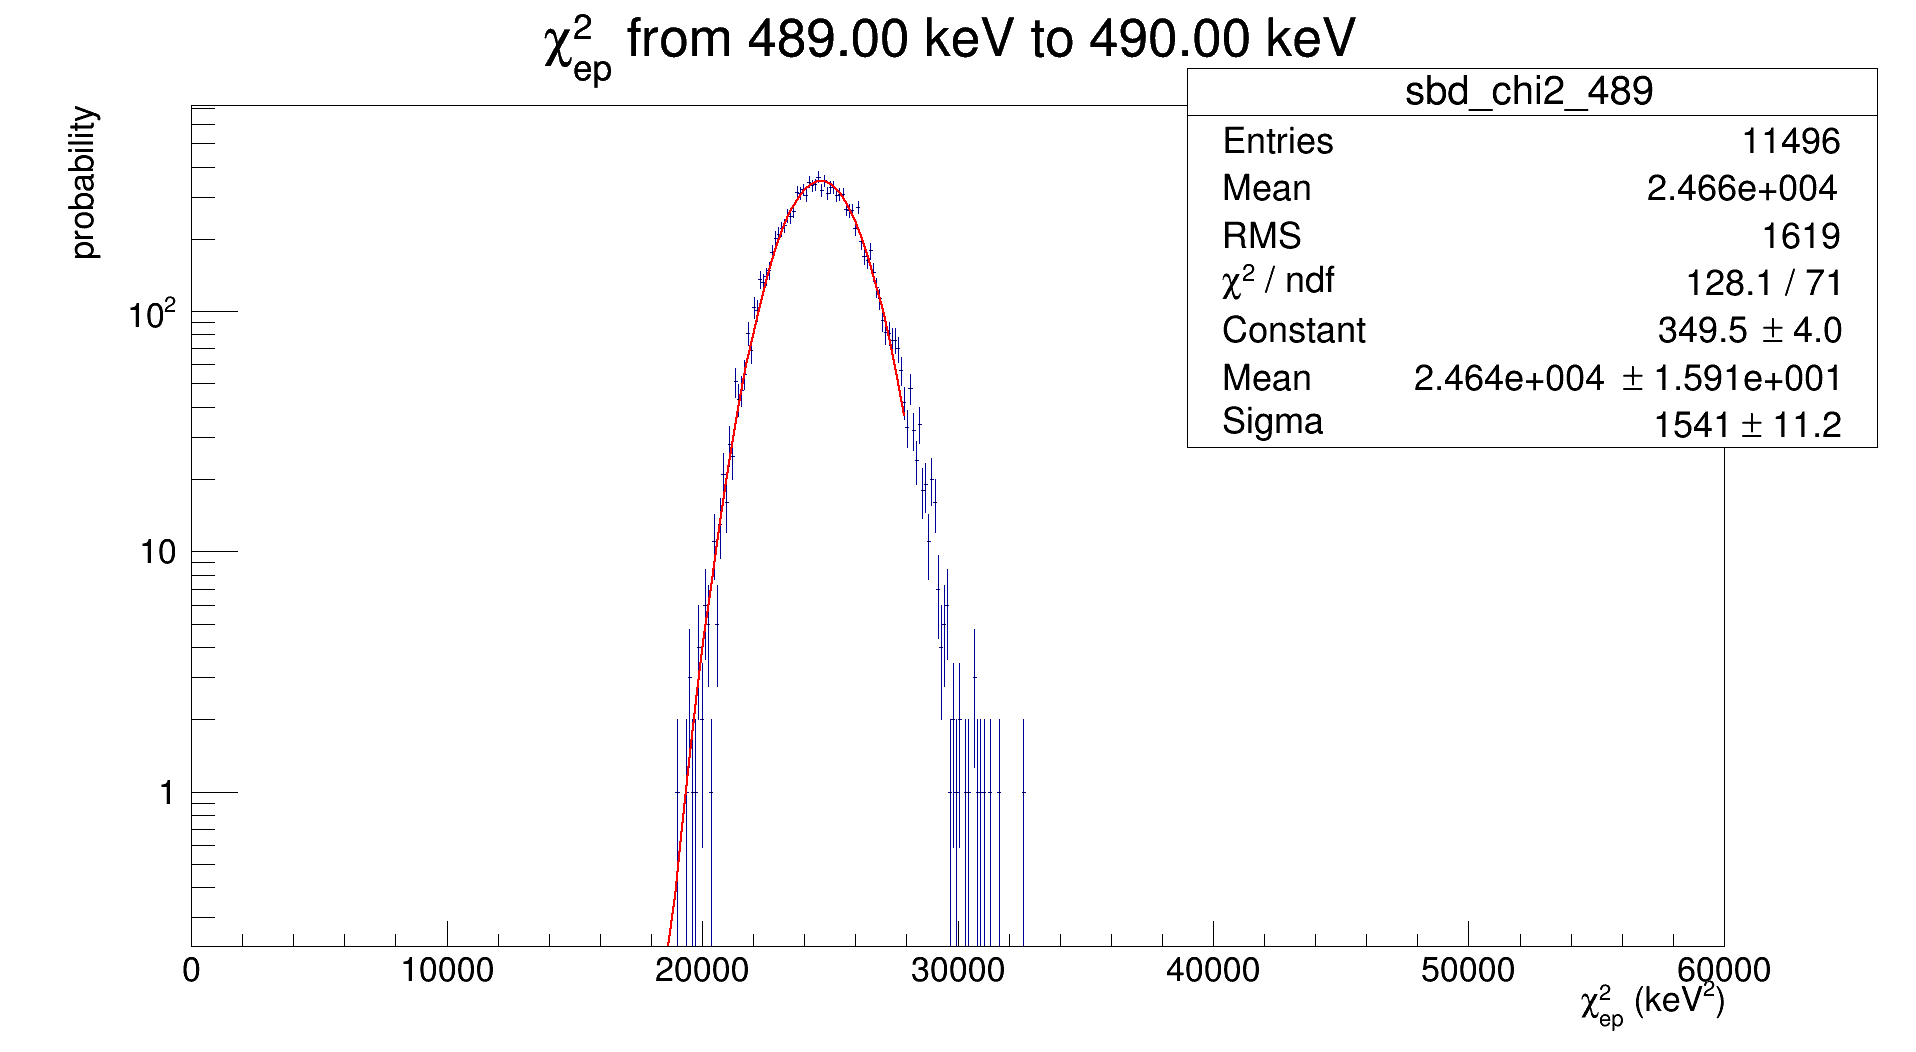 χ²ep from 489.00 keV to 490.00 keV
probability
sbd_chi2_489
Entries 11496
Mean 2.466e+004
RMS 1619
χ² / ndf 128.1 / 71
Constant 349.5 ± 4.0
Mean 2.464e+004 ± 1.591e+001
Sigma 1541 ± 11.2
10²
10
1
0 10000 20000 30000 40000 50000 60000
χ²ep (keV²)